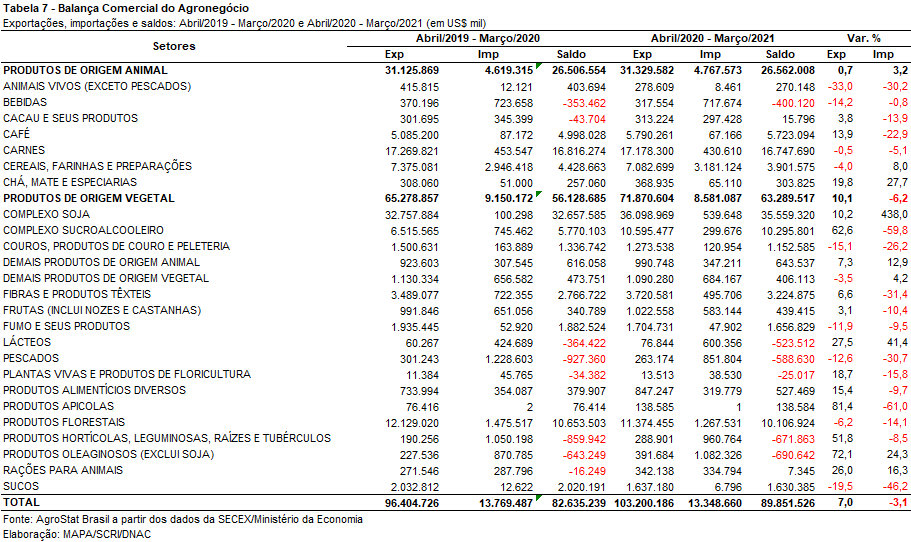 Tabela 7 - Balança Comercial do Agronegócio
Exportações, importações e saldos: Abril/2019 - Março/2020 e Abril/2020 - Março/2021 (em US$ mil)
Setores Abril/2019 - Março/2020 Abril/2020 - Março/2021 Var. %
Exp Imp Saldo Exp Imp Saldo Exp Imp
PRODUTOS DE ORIGEM ANIMAL 31.125.869 4.619.315 26.506.554 31.329.582 4.767.573 26.562.008 0,7 3,2
ANIMAIS VIVOS (EXCETO PESCADOS) 415.815 12.121 403.694 278.609 8.461 270.148 -33,0 -30,2
BEBIDAS 370.196 723.658 -353.462 317.554 717.674 -400.120 -14,2 -0,8
CACAU E SEUS PRODUTOS 301.695 345.399 -43.704 313.224 297.428 15.796 3,8 -13,9
CAFÉ 5.085.200 87.172 4.998.028 5.790.261 67.166 5.723.094 13,9 -22,9
CARNES 17.269.821 453.547 16.816.274 17.178.300 430.610 16.747.690 -0,5 -5,1
CEREAIS, FARINHAS E PREPARAÇÕES 7.375.081 2.946.418 4.428.663 7.082.699 3.181.124 3.901.575 -4,0 8,0
CHÁ, MATE E ESPECIARIAS 308.060 51.000 257.060 368.935 65.110 303.825 19,8 27,7
PRODUTOS DE ORIGEM VEGETAL 65.278.857 9.150.172 56.128.685 71.870.604 8.581.087 63.289.517 10,1 -6,2
COMPLEXO SOJA 32.757.884 100.298 32.657.585 36.098.969 539.648 35.559.320 10,2 438,0
COMPLEXO SUCROALCOOLEIRO 6.515.565 745.462 5.770.103 10.595.477 299.676 10.295.801 62,6 -59,8
COUROS, PRODUTOS DE COURO E PELETERIA 1.500.631 163.889 1.336.742 1.273.538 120.954 1.152.585 -15,1 -26,2
DEMAIS PRODUTOS DE ORIGEM ANIMAL 923.603 307.545 616.058 990.748 347.211 643.537 7,3 12,9
DEMAIS PRODUTOS DE ORIGEM VEGETAL 1.130.334 656.582 473.751 1.090.280 684.167 406.113 -3,5 4,2
FIBRAS E PRODUTOS TÊXTEIS 3.489.077 722.355 2.766.722 3.720.581 495.706 3.224.875 6,6 -31,4
FRUTAS (INCLUI NOZES E CASTANHAS) 991.846 651.056 340.789 1.022.558 583.144 439.415 3,1 -10,4
FUMO E SEUS PRODUTOS 1.935.445 52.920 1.882.524 1.704.731 47.902 1.656.829 -11,9 -9,5
LÁCTEOS 60.267 424.689 -364.422 76.844 600.356 -523.512 27,5 41,4
PESCADOS 301.243 1.228.603 -927.360 263.174 851.804 -588.630 -12,6 -30,7
PLANTAS VIVAS E PRODUTOS DE FLORICULTURA 11.384 45.765 -34.382 13.513 38.530 -25.017 18,7 -15,8
PRODUTOS ALIMENTÍCIOS DIVERSOS 733.994 354.087 379.907 847.247 319.779 527.469 15,4 -9,7
PRODUTOS APICOLAS 76.416 2 76.414 138.585 1 138.584 81,4 -61,0
PRODUTOS FLORESTAIS 12.129.020 1.475.517 10.653.503 11.374.455 1.267.531 10.106.924 -6,2 -14,1
PRODUTOS HORTÍCOLAS, LEGUMINOSAS, RAÍZES E TUBÉRCULOS 190.256 1.050.198 -859.942 288.901 960.764 -671.863 51,8 -8,5
PRODUTOS OLEAGINOSOS (EXCLUI SOJA) 227.536 870.785 -643.249 391.684 1.082.326 -690.642 72,1 24,3
RAÇÕES PARA ANIMAIS 271.546 287.796 -16.249 342.138 334.794 7.345 26,0 16,3
SUCOS 2.032.812 12.622 2.020.191 1.637.180 6.796 1.630.385 -19,5 -46,2
TOTAL 96.404.726 13.769.487 82.635.239 103.200.186 13.348.660 89.851.526 7,0 -3,1
Fonte: AgroStat Brasil a partir dos dados da SECEX/Ministério da Economia
Elaboração: MAPA/SCRI/DNAC